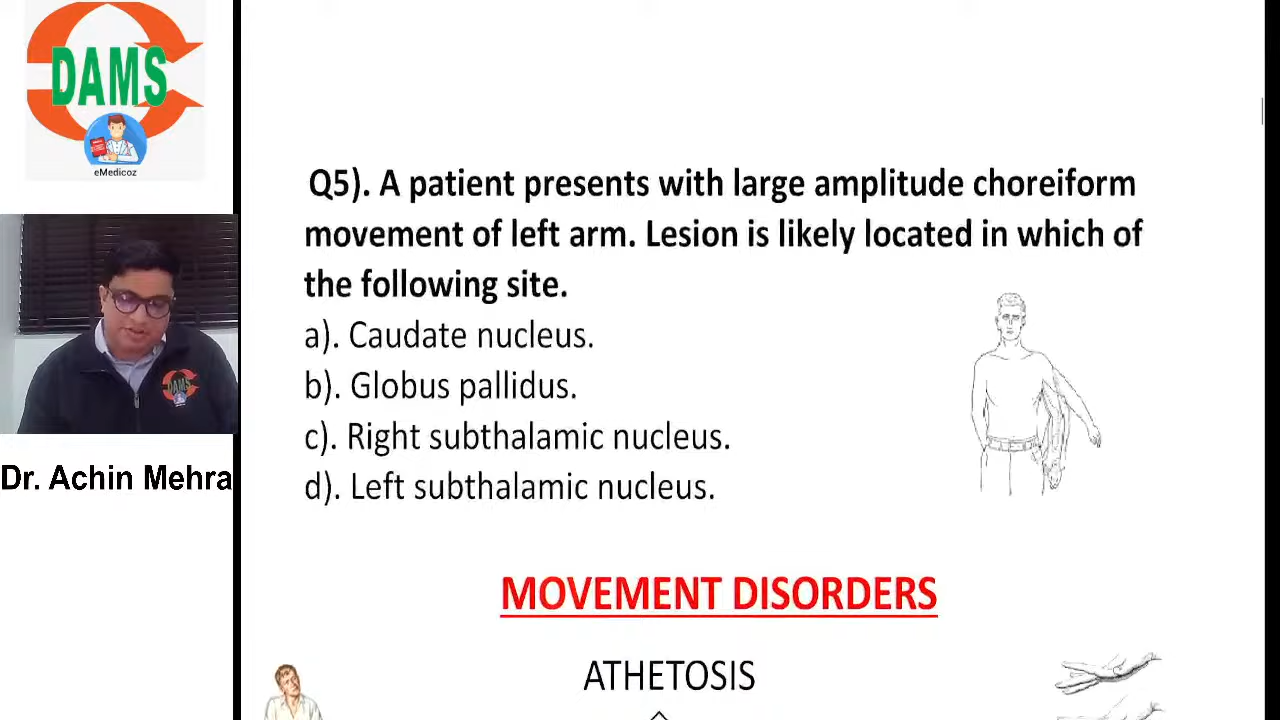 DAMS
eMedicoz
DAMS
Dr. Achin Mehra
Q5). A patient presents with large amplitude choreiform
movement of left arm. Lesion is likely located in which of
the following site.
a). Caudate nucleus.
b). Globus pallidus.
c). Right subthalamic nucleus.
d). Left subthalamic nucleus.
MOVEMENT DISORDERS
ATHETOSIS